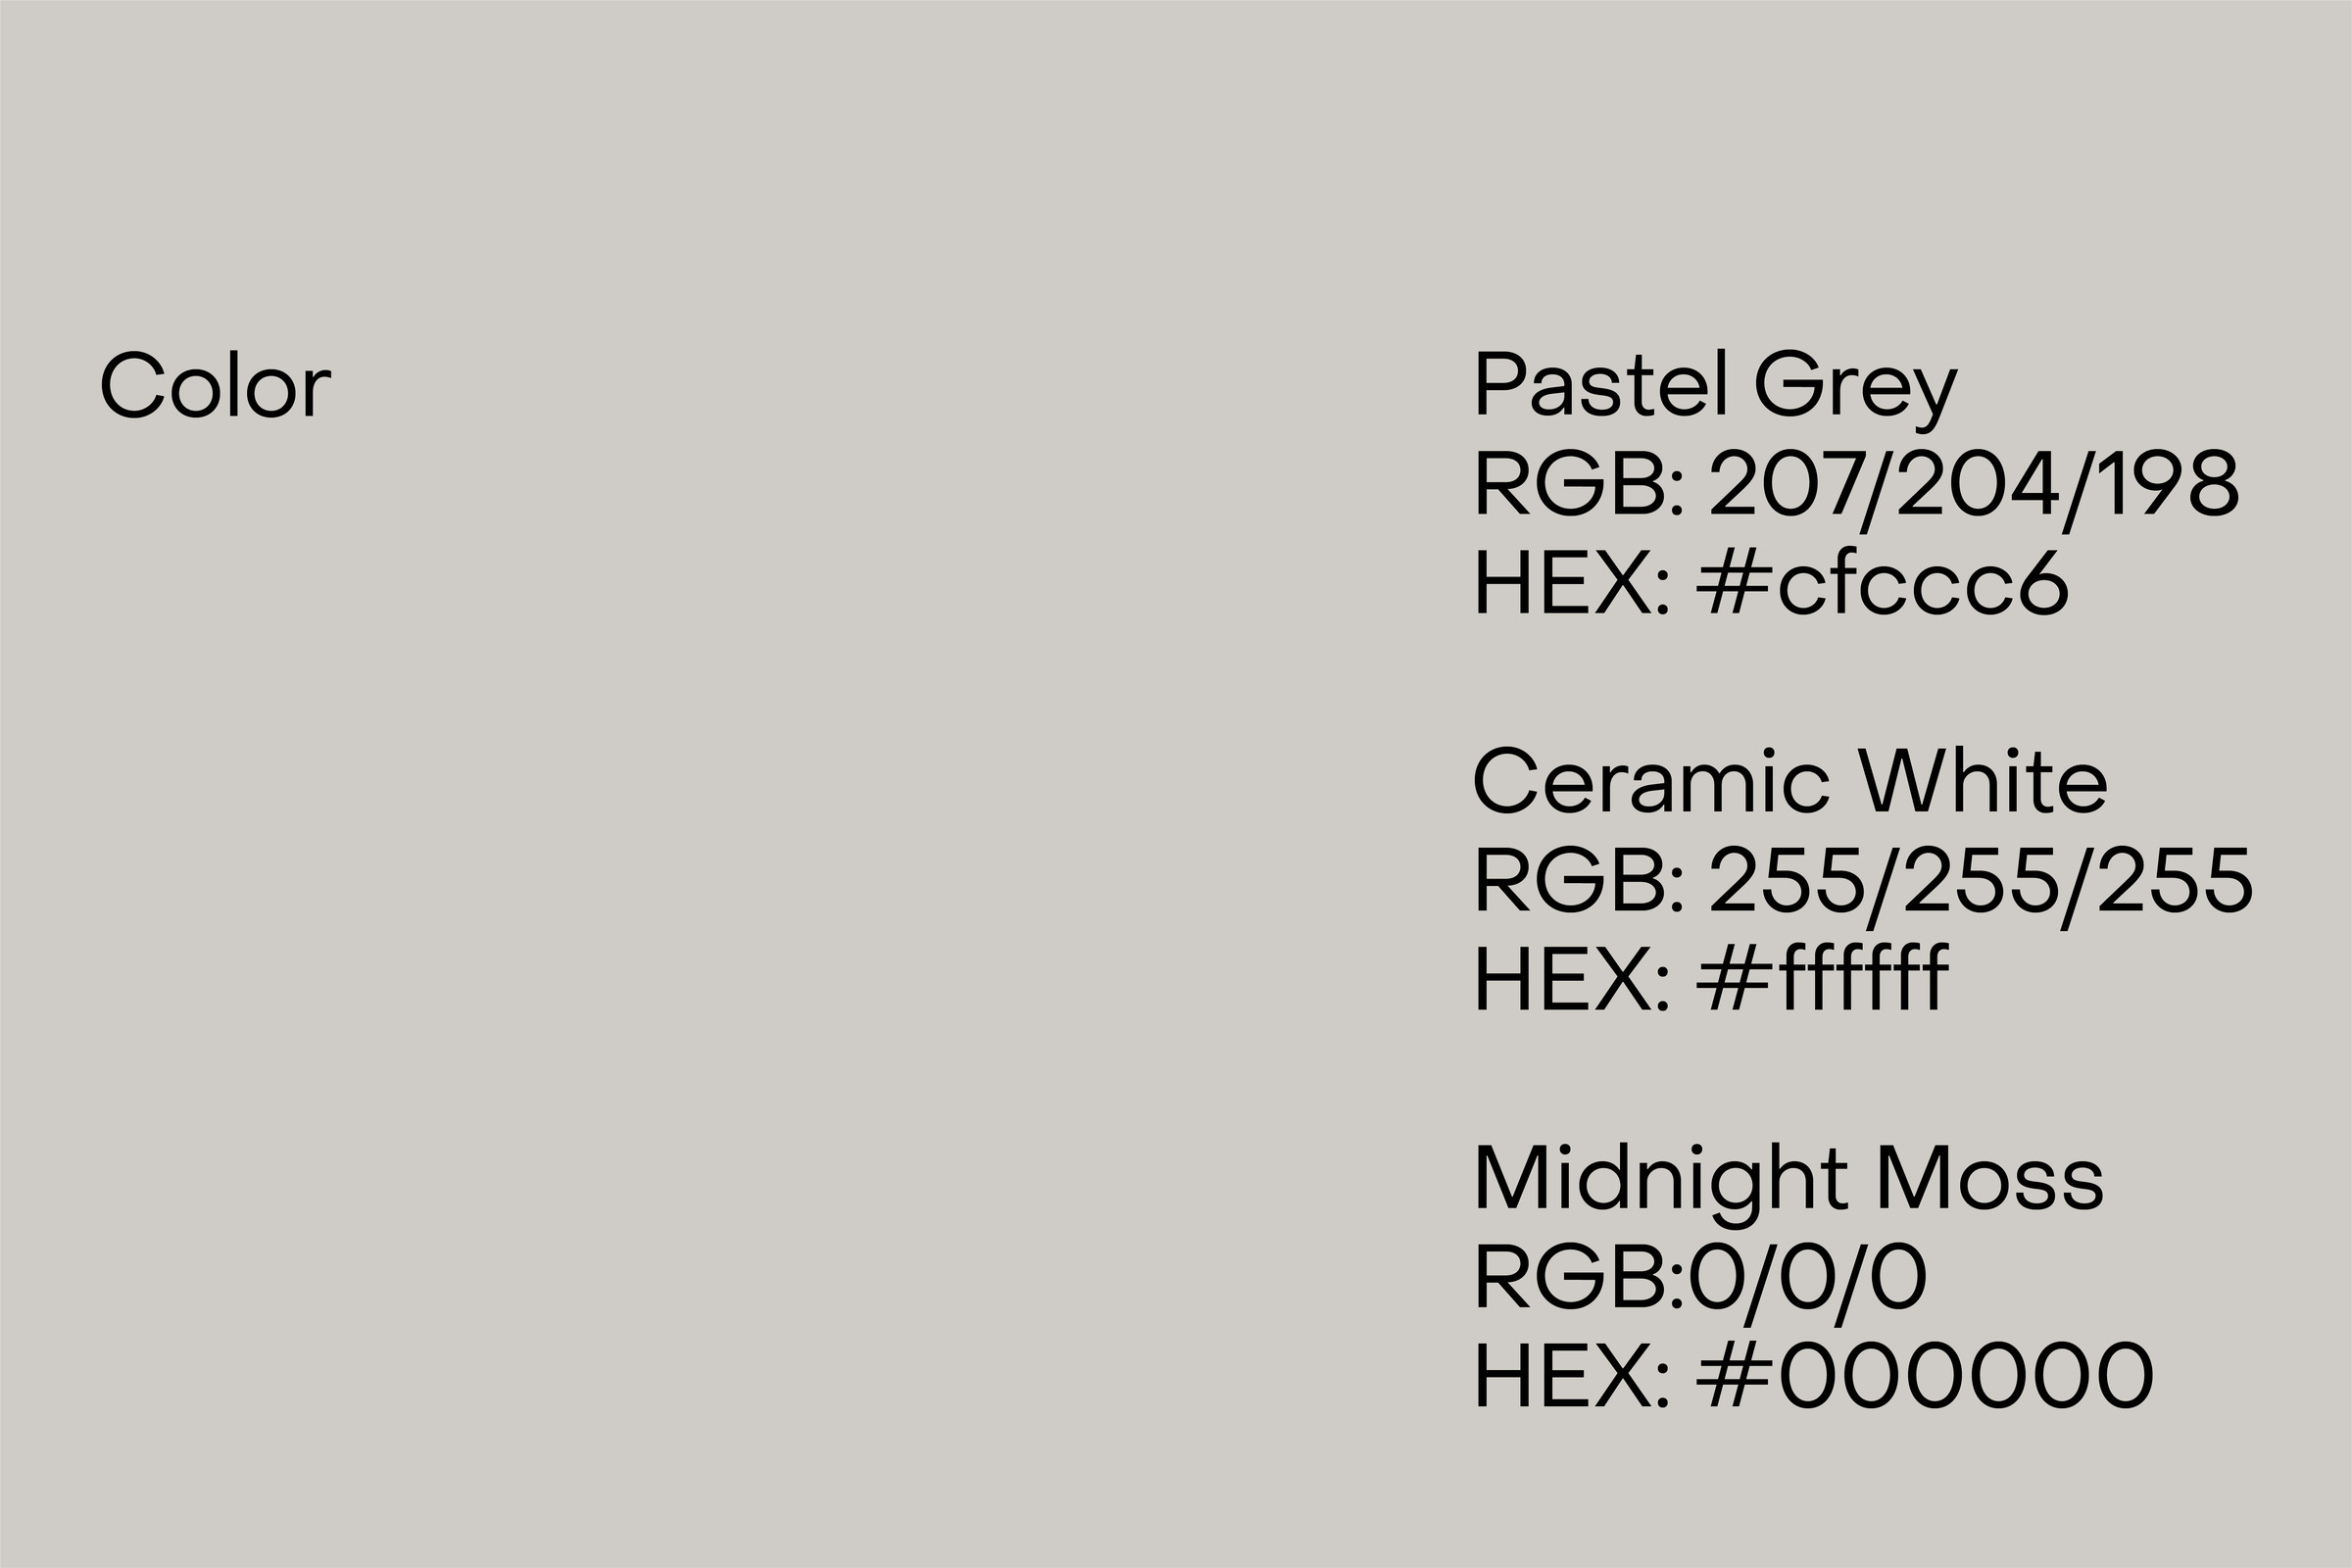 Color
Pastel Grey
RGB: 207/204/198
HEX: #cfccc6
Ceramic White
RGB: 255/255/255
HEX: #ffffff
Midnight Moss
RGB:0/0/0
HEX: #000000